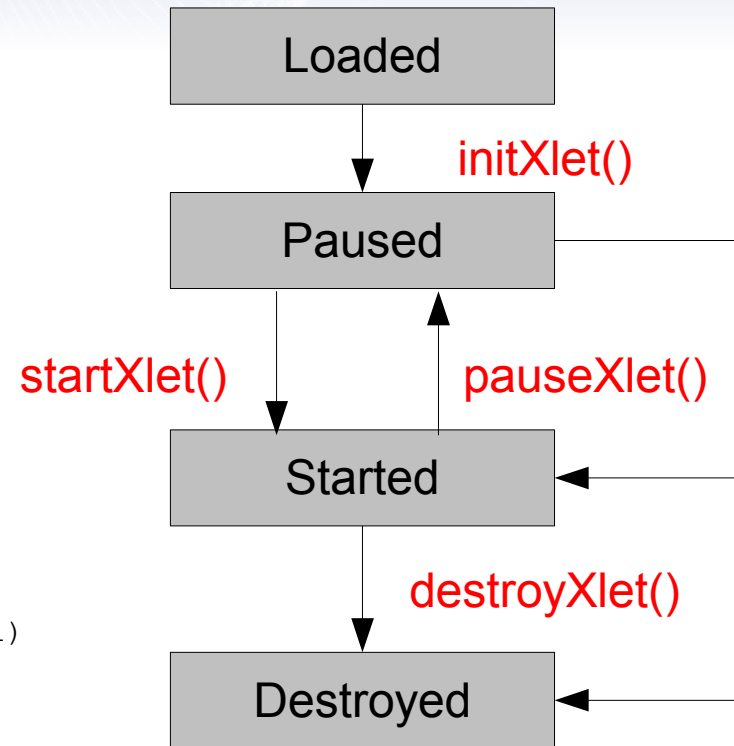 Loaded
initXlet()
Paused
startXlet()
pauseXlet()
Started
destroyXlet()
)
Destroyed